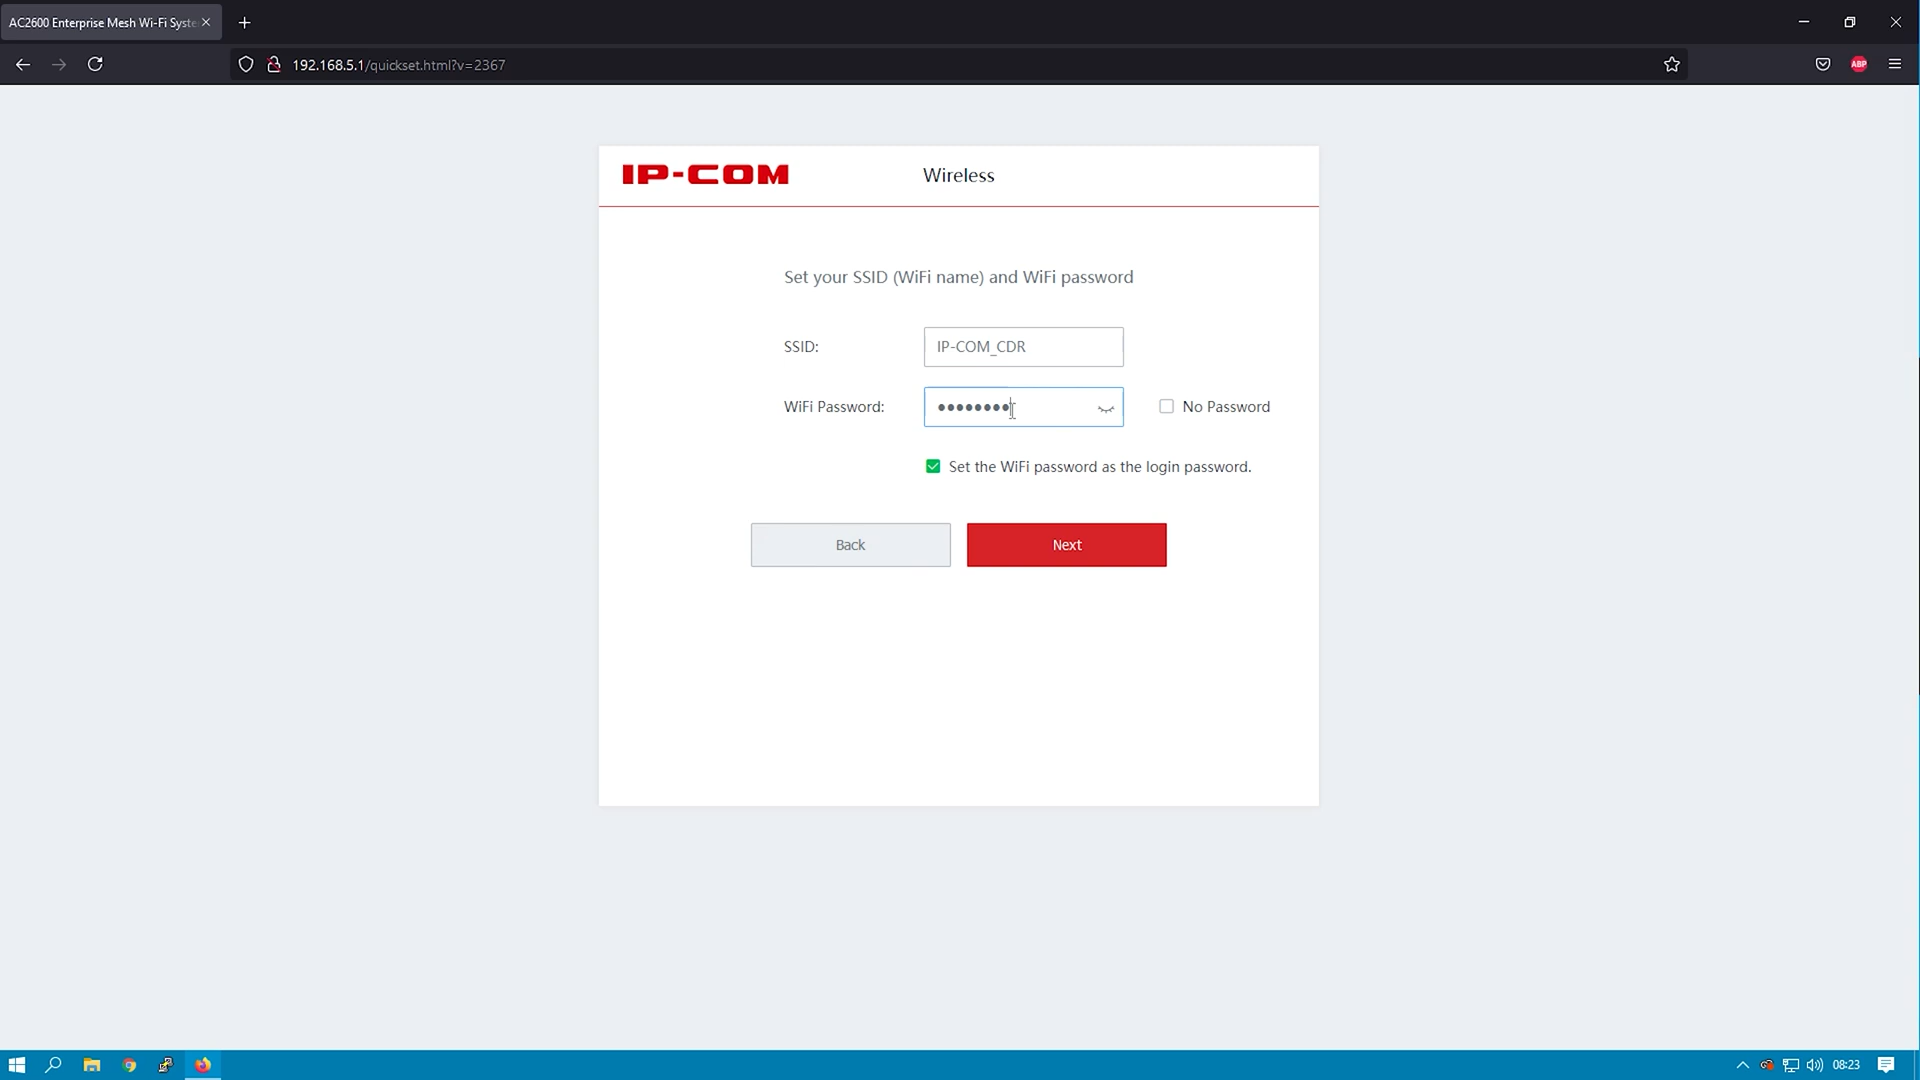 AC2600 Enterprise Mesh Wi-Fi Syste
192.168.5.1/quickset.html?v=2367
ABP
IP-COM
Wireless
Set your SSID (WiFi name) and WiFi password
SSID:
IP-COM_CDR
WiFi Password:
●●●●●●●●
No Password
Set the WiFi password as the login password.
Back
Next
08:23